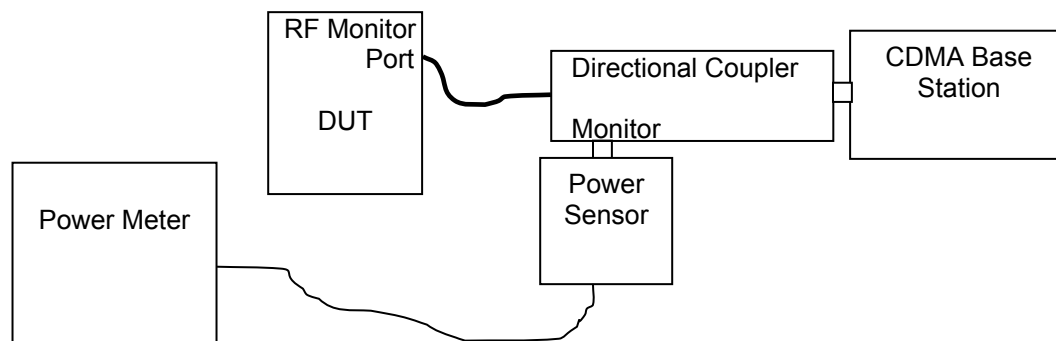 RF Monitor
Port
DUT
Directional Coupler
Monitor
CDMA Base
Station
Power
Sensor
Power Meter